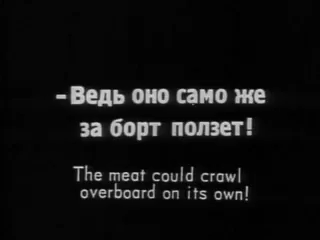 -Ведь оно само же
за борт ползет!
The meat could crawl
overboard on its own!